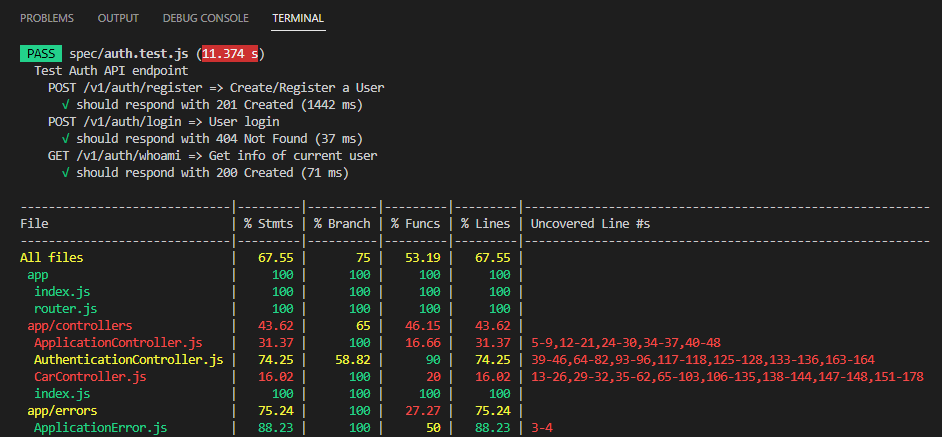 PROBLEMS OUTPUT DEBUG CONSOLE TERMINAL
PASS spec/auth.test.js (11.374 s)
Test Auth API endpoint
POST /v1/auth/register => Create/Register a User
√ should respond with 201 Created (1442 ms)
POST /v1/auth/login => User login
√ should respond with 404 Not Found (37 ms)
GET /v1/auth/whoami => Get info of current user
√ should respond with 200 Created (71 ms)
------------------------------|---------|----------|---------|---------|----------------------------------------------------------
File | % Stmts | % Branch | % Funcs | % Lines | Uncovered Line #s
------------------------------|---------|----------|---------|---------|----------------------------------------------------------
All files | 67.55 | 75 | 53.19 | 67.55 |
app | 100 | 100 | 100 | 100 |
index.js | 100 | 100 | 100 | 100 |
router.js | 100 | 100 | 100 | 100 |
app/controllers | 43.62 | 65 | 46.15 | 43.62 |
ApplicationController.js | 31.37 | 100 | 16.66 | 31.37 | 5-9,12-21,24-30,34-37,40-48
AuthenticationController.js | 74.25 | 58.82 | 90 | 74.25 | 39-46,64-82,93-96,117-118,125-128,133-136,163-164
CarController.js | 16.02 | 100 | 20 | 16.02 | 13-26,29-32,35-62,65-103,106-135,138-144,147-148,151-178
index.js | 100 | 100 | 100 | 100 |
app/errors | 75.24 | 100 | 27.27 | 75.24 |
ApplicationError.js | 88.23 | 100 | 50 | 88.23 | 3-4